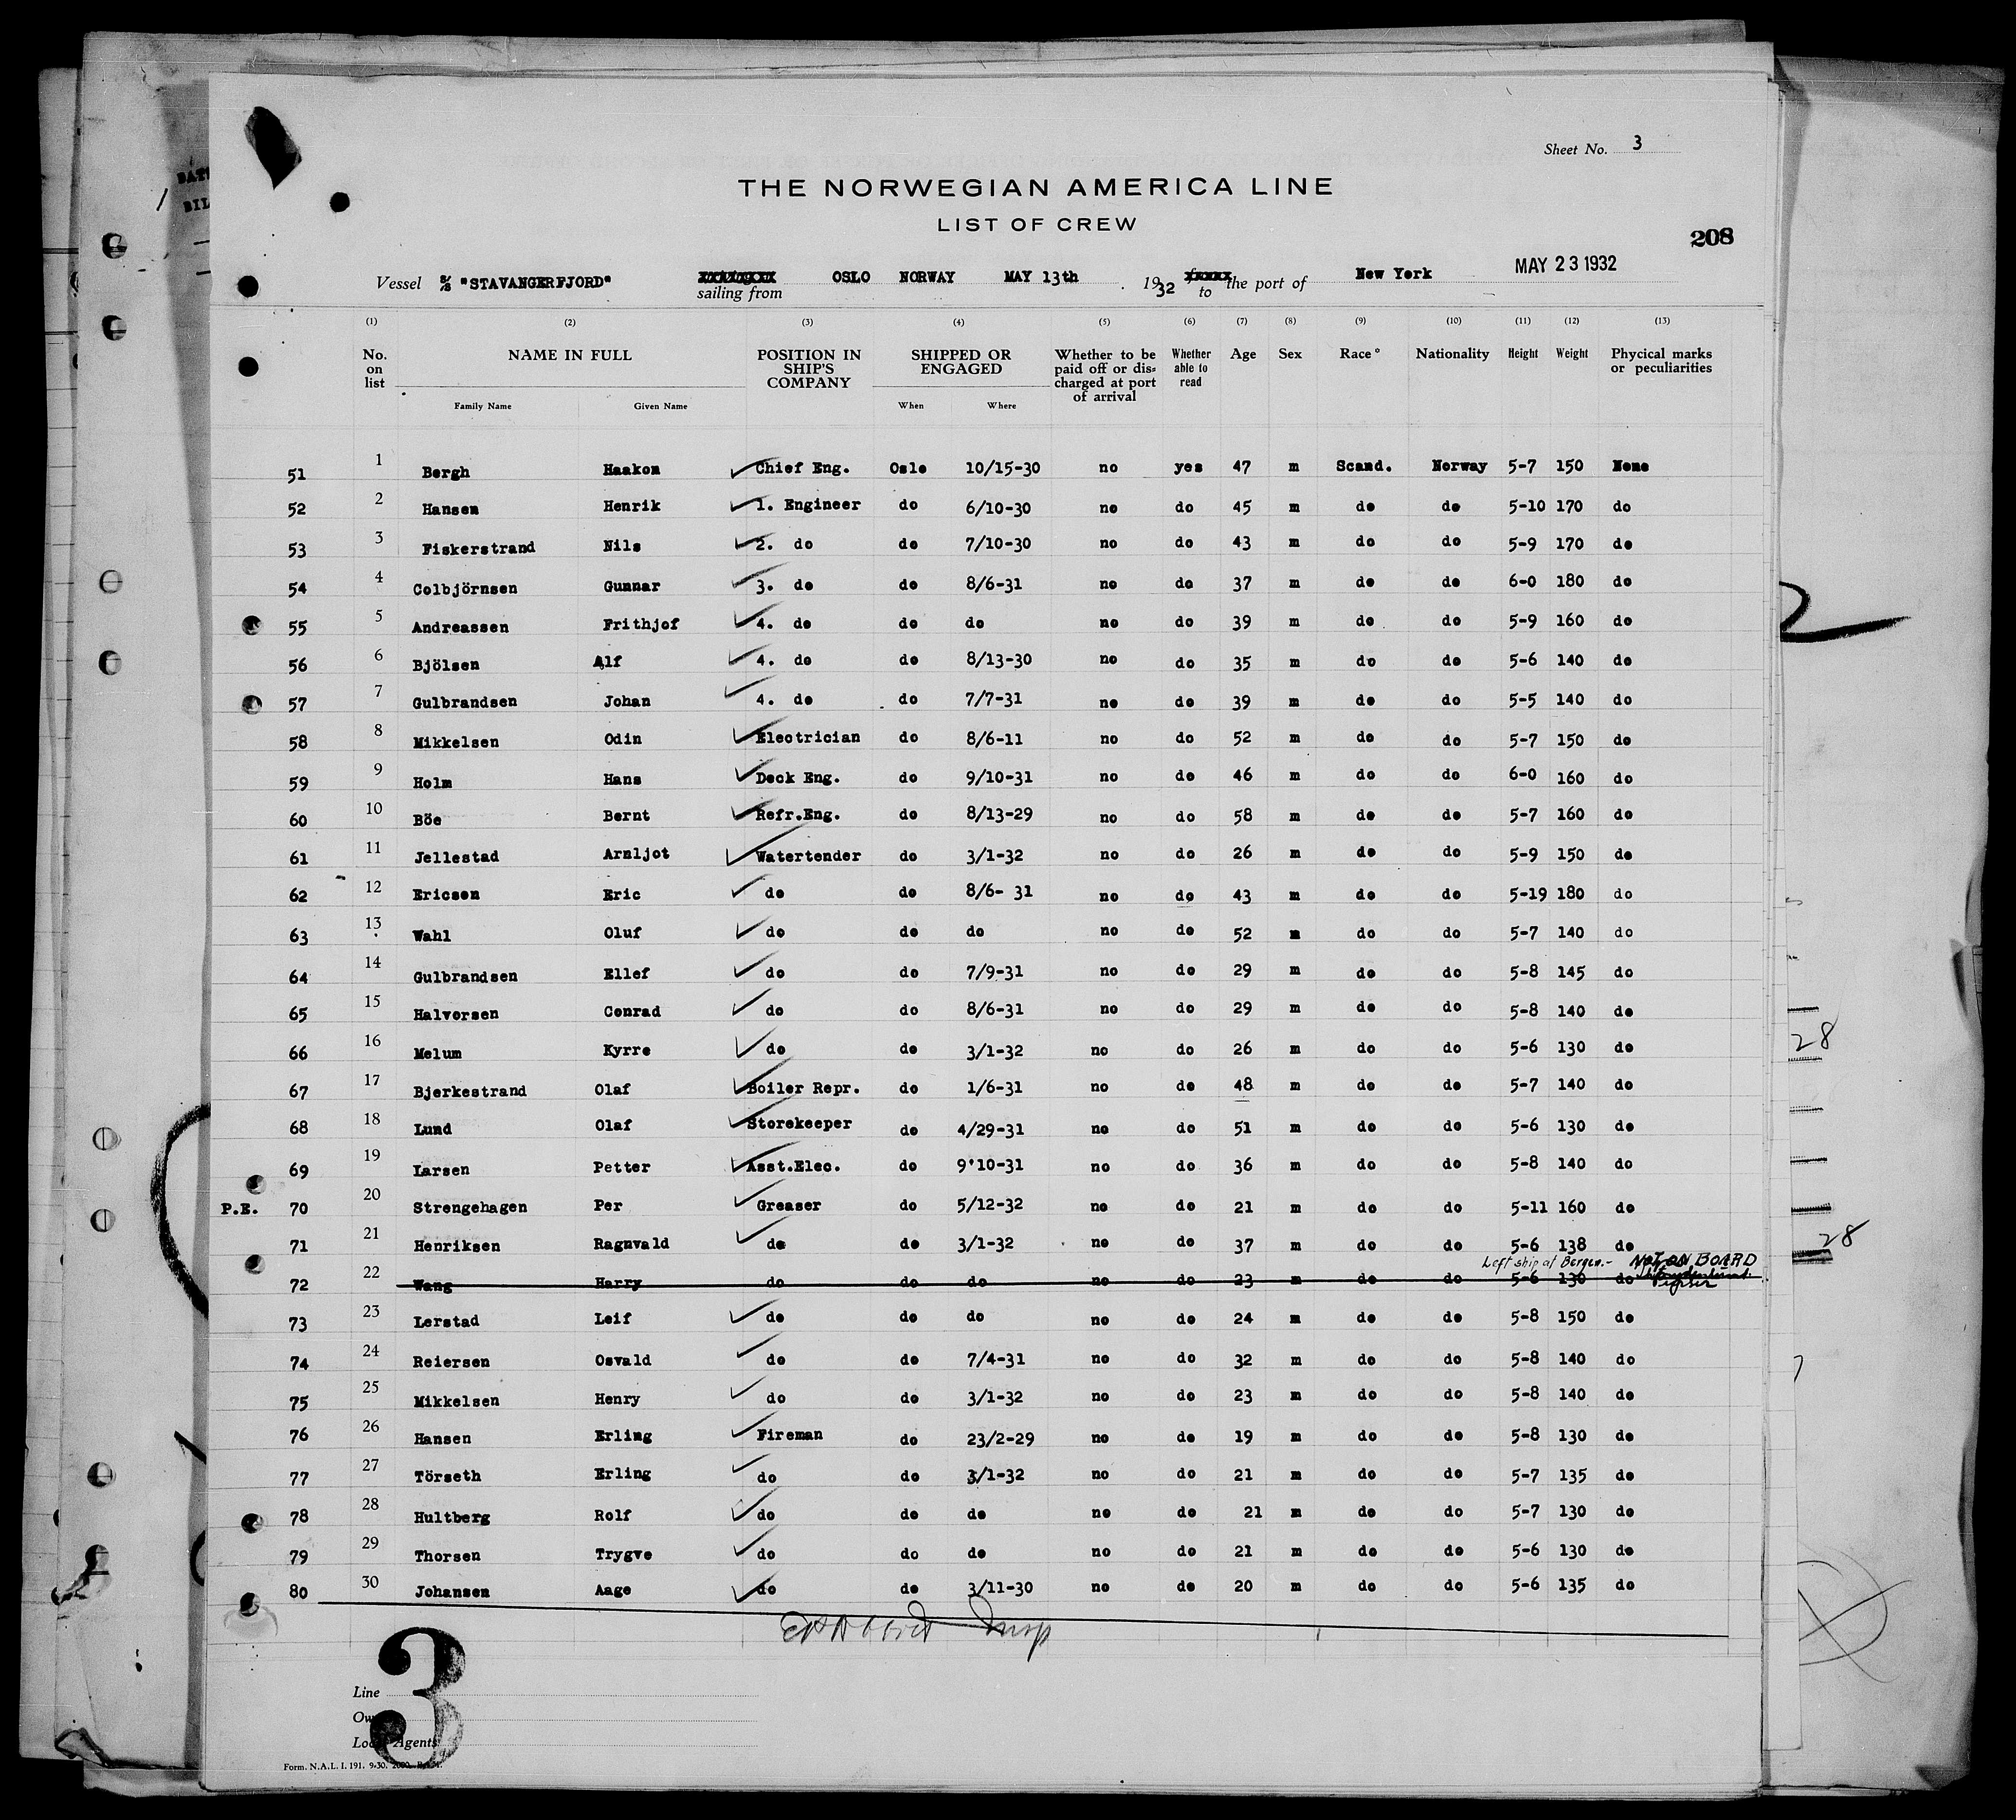 Sheet No. 3
THE NORWEGIAN AMERICA LINE
LIST OF CREW
208
Vessel S/S "STAVANGERFJORD" sailing from OSLO NORWAY MAY 13th 1932 to the port of New York MAY 23 1932
(1) (2) (3) (4) (5) (6) (7) (8) (9) (10) (11) (12) (13)
No. on list NAME IN FULL POSITION IN SHIP'S COMPANY SHIPPED OR ENGAGED Whether to be paid off or discharged at port of arrival Whether able to read Age Sex Race* Nationality Height Weight Phycical marks or peculiarities
Family Name Given Name When Where
51 1 Bergh Haakon Chief Eng. Oslo 10/15-30 no yes 47 m Scand. Norway 5-7 150 None
52 2 Hansen Henrik 1. Engineer do 6/10-30 no do 45 m do do 5-10 170 do
53 3 Fiskerstrand Nils 2. do do 7/10-30 no do 43 m do do 5-9 170 do
54 4 Colbjörnsen Gunnar 3. do do 8/6-31 no do 37 m do do 6-0 180 do
55 5 Andreassen Frithjof 4. do do do no do 39 m do do 5-9 160 do
56 6 Bjölsen Alf 4. do do 8/13-30 no do 35 m do do 5-6 140 do
57 7 Gulbrandsen Johan 4. do do 7/7-31 no do 39 m do do 5-5 140 do
58 8 Mikkelsen Odin Electrician do 8/6-11 no do 52 m do do 5-7 150 do
59 9 Holm Hans Deck Eng. do 9/10-31 no do 46 m do do 6-0 160 do
60 10 Böe Bernt Refr.Eng. do 8/13-29 no do 58 m do do 5-7 160 do
61 11 Jellestad Arnljot Watertender do 3/1-32 no do 26 m do do 5-9 150 do
62 12 Ericsen Eric do do 8/6- 31 no do 43 m do do 5-19 180 do
63 13 Wahl Oluf do do do no do 52 m do do 5-7 140 do
64 14 Gulbrandsen Ellef do do 7/9-31 no do 29 m do do 5-8 145 do
65 15 Halvorsen Conrad do do 8/6-31 no do 29 m do do 5-8 140 do
66 16 Melum Kyrre do do 3/1-32 no do 26 m do do 5-6 130 do
67 17 Bjerkestrand Olaf Boiler Repr. do 1/6-31 no do 48 m do do 5-7 140 do
68 18 Lund Olaf Storekeeper do 4/29-31 no do 51 m do do 5-6 130 do
69 19 Larsen Petter Asst.Elec. do 9'10-31 no do 36 m do do 5-8 140 do
P.E. 70 20 Strengehagen Per Greaser do 5/12-32 no do 21 m do do 5-11 160 do
71 21 Henriksen Ragnvald do do 3/1-32 no do 37 m do do 5-6 138 do
Left ship at Bergen.- NOT ON BOARD
72 22 Wang Harry do do do no do 23 m do do 5-6 130 do
73 23 Lerstad Leif do do do no do 24 m do do 5-8 150 do
74 24 Reiersen Osvald do do 7/4-31 no do 32 m do do 5-8 140 do
75 25 Mikkelsen Henry do do 3/1-32 no do 23 m do do 5-8 140 do
76 26 Hansen Erling Fireman do 23/2-29 no do 19 m do do 5-8 130 do
77 27 Törseth Erling do do 3/1-32 no do 21 m do do 5-7 135 do
78 28 Hultberg Rolf do do do no do 21 m do do 5-7 130 do
79 29 Thorsen Trygve do do do no do 21 m do do 5-6 130 do
80 30 Johansen Aage do do 3/11-30 no do 20 m do do 5-6 135 do
3
Line
Local Agents
Form. N.A.L. I. 191. 9-30.
28
28